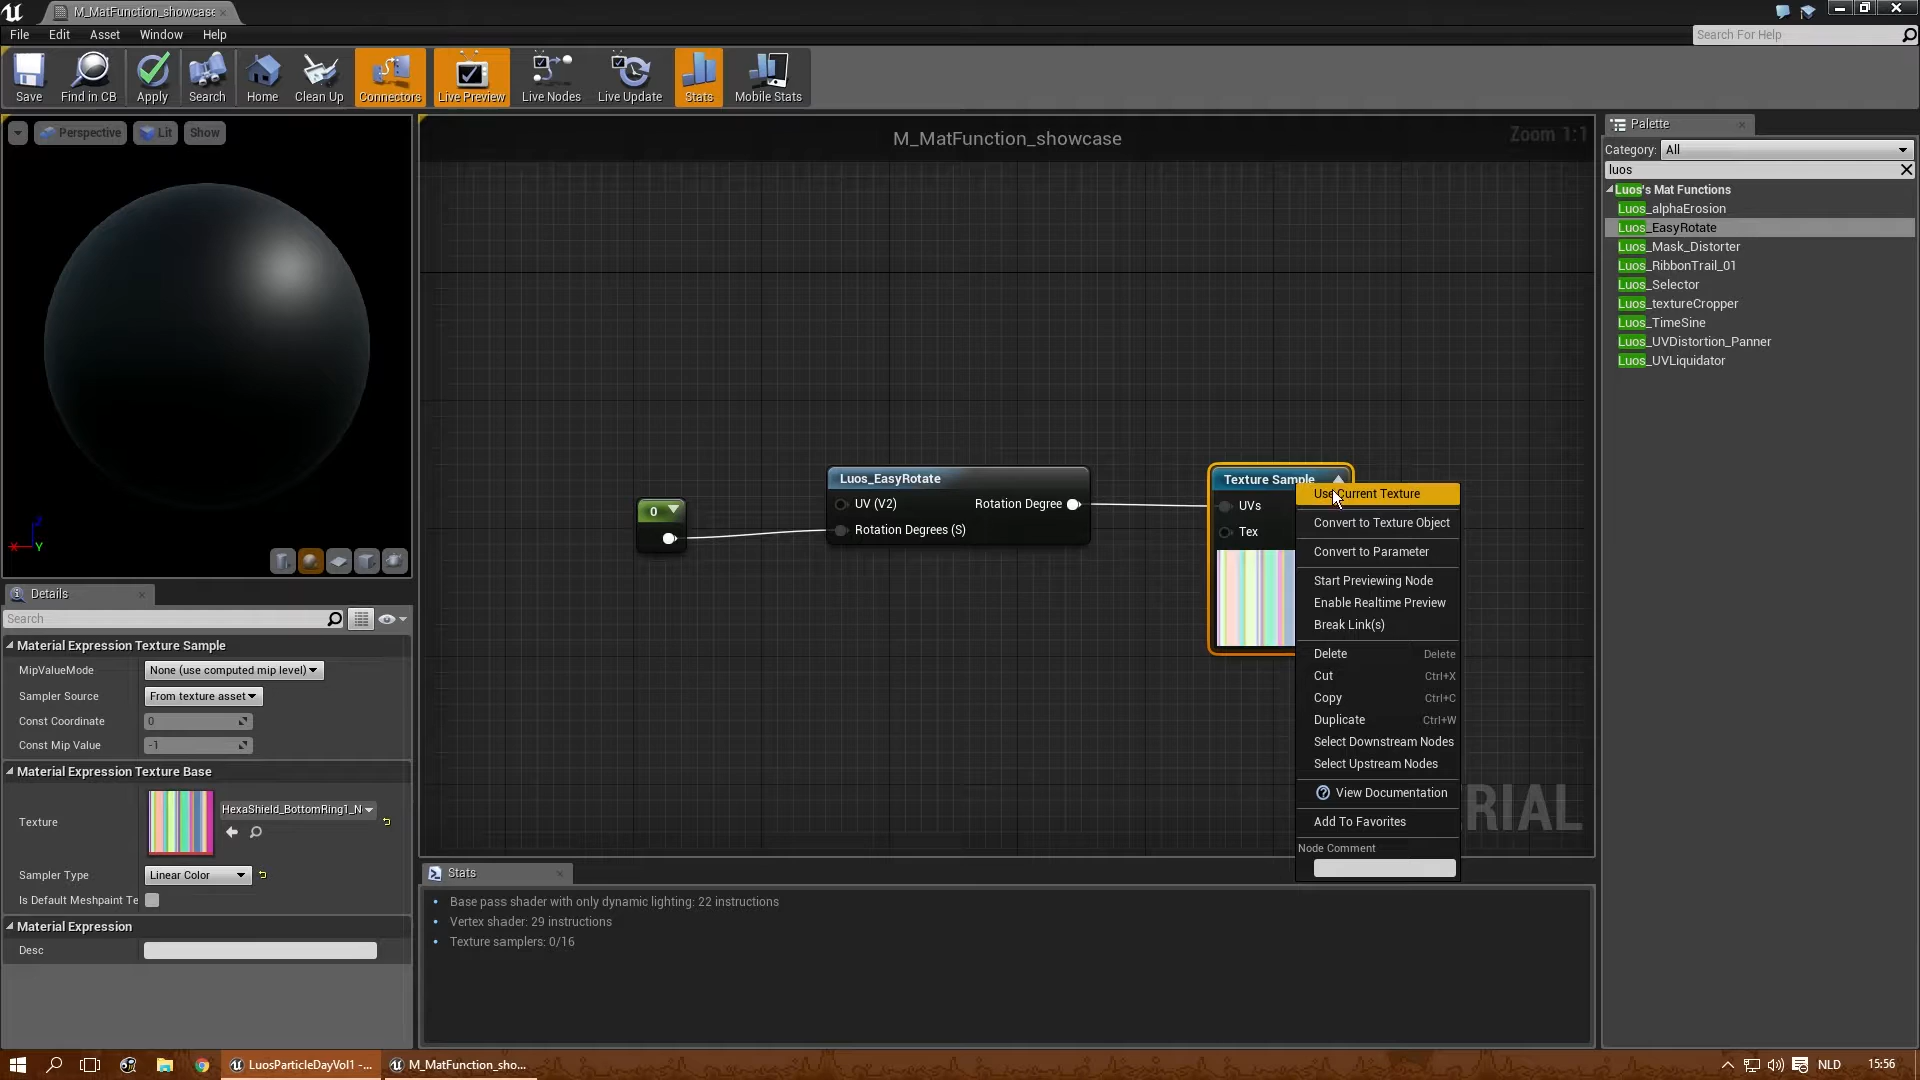 M_MatFunction_showcase
File Edit Asset Window Help
Search For Help
Save Find in CB Apply Search Home Clean Up Connectors Live Preview Live Nodes Live Update Stats Mobile Stats
Perspective Lit Show
X Y Z
M_MatFunction_showcase
Zoom 1:1
0
Luos_EasyRotate
UV (V2) Rotation Degree
Rotation Degrees (S)
Texture Sample
UVs
Tex
Use Current Texture
Convert to Texture Object
Convert to Parameter
Start Previewing Node
Enable Realtime Preview
Break Link(s)
Delete Delete
Cut Ctrl+X
Copy Ctrl+C
Duplicate Ctrl+W
Select Downstream Nodes
Select Upstream Nodes
View Documentation
Add To Favorites
Node Comment
RIAL
Palette
Category: All
luos
Luos's Mat Functions
Luos_alphaErosion
Luos_EasyRotate
Luos_Mask_Distorter
Luos_RibbonTrail_01
Luos_Selector
Luos_textureCropper
Luos_TimeSine
Luos_UVDistortion_Panner
Luos_UVLiquidator
Details
Search
Material Expression Texture Sample
MipValueMode None (use computed mip level)
Sampler Source From texture asset
Const Coordinate 0
Const Mip Value -1
Material Expression Texture Base
Texture HexaShield_BottomRing1_N
Sampler Type Linear Color
Is Default Meshpaint Te
Material Expression
Desc
Stats
Base pass shader with only dynamic lighting: 22 instructions
Vertex shader: 29 instructions
Texture samplers: 0/16
LuosParticleDayVol1 -...
M_MatFunction_sho...
NLD
15:56